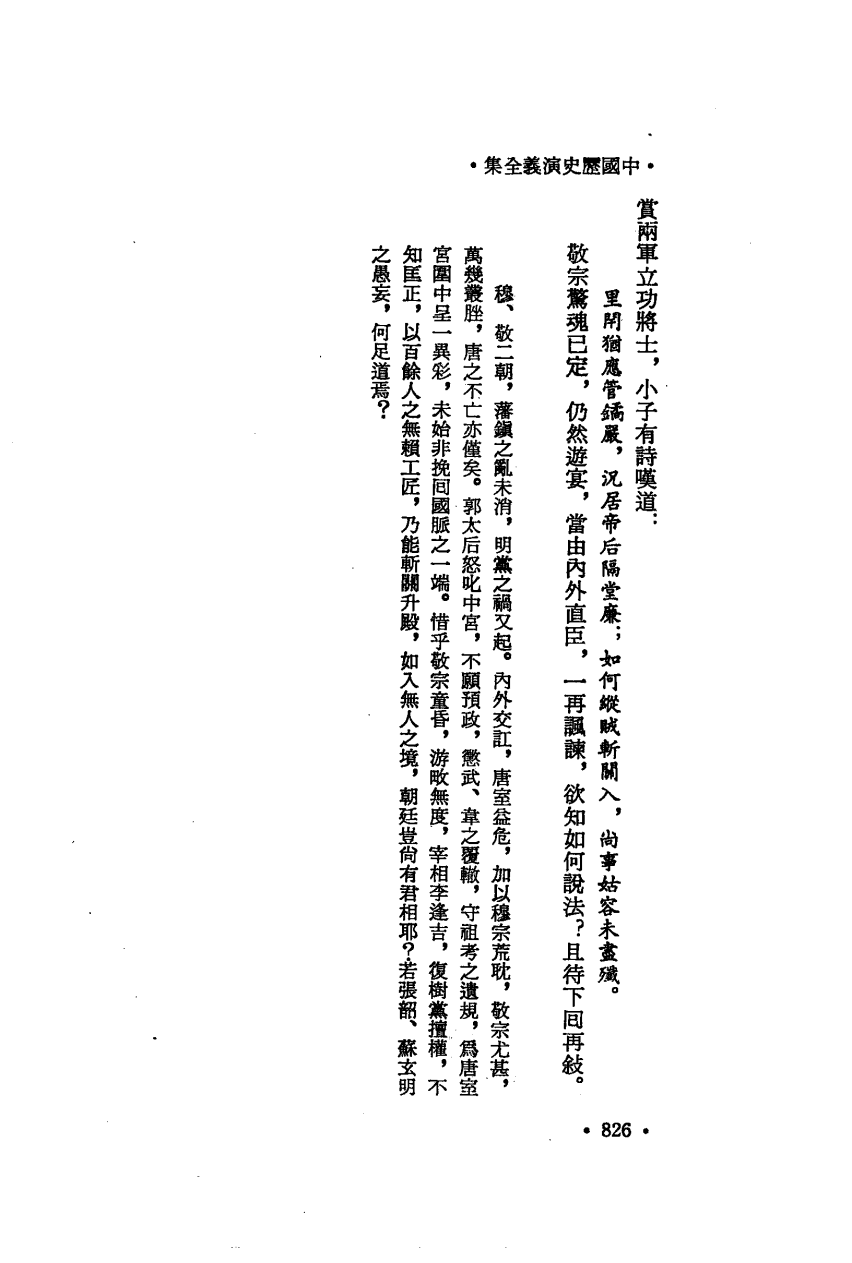 •中國歷史演義全集•
賞兩軍立功將士，小子有詩嘆道：
里閈猶應管鐍嚴，況居帝后隔堂廉；如何縱賊斬關入，尚事姑容未盡殲。
敬宗驚魂已定，仍然遊宴，當由內外直臣，一再諷諫，欲知如何說法？且待下回再敍。
穆、敬二朝，藩鎭之亂未消，明黨之禍又起。內外交訌，唐室益危，加以穆宗荒耽，敬宗尤甚，
萬幾叢脞，唐之不亡亦僅矣。郭太后怒叱中宮，不願預政，懲武、韋之覆轍，守祖考之遺規，爲唐室
宮闈中呈一異彩，未始非挽回國脈之一端。惜乎敬宗童昏，游畋無度，宰相李逢吉，復樹黨擅權，不
知匡正，以百餘人之無賴工匠，乃能斬關升殿，如入無人之境，朝廷豈尙有君相耶？若張韶、蘇玄明
之愚妄，何足道焉？
•826•